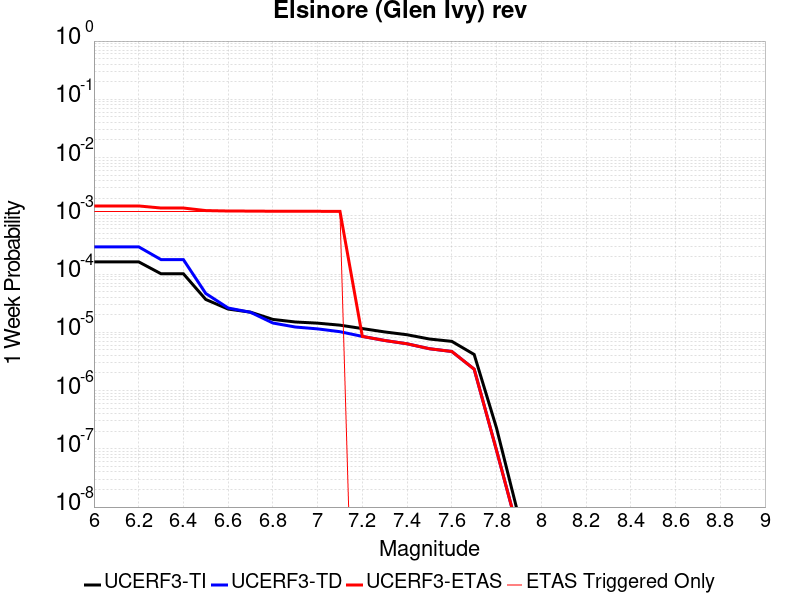 Elsinore (Glen Ivy) rev
10^0
10^-1
10^-2
10^-3
10^-4
10^-5
10^-6
10^-7
10^-8
1 Week Probability
6 6.2 6.4 6.6 6.8 7 7.2 7.4 7.6 7.8 8 8.2 8.4 8.6 8.8 9
Magnitude
UCERF3-TI UCERF3-TD UCERF3-ETAS ETAS Triggered Only